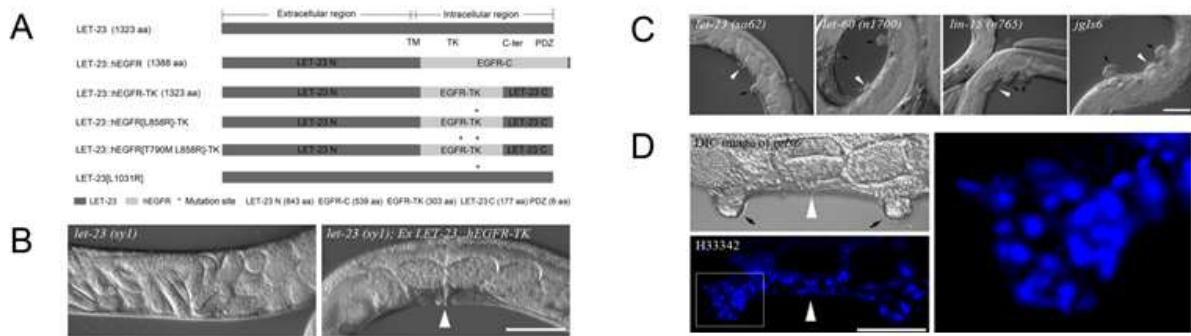 A
Extracellular region Intracellular region
LET-23 (1323 aa)
TM TK C-ter PDZ
LET-23::hEGFR (1388 aa) LET-23 N EGFR-C
LET-23::hEGFR-TK (1323 aa) LET-23 N EGFR-TK LET-23 C
*
LET-23::hEGFR[L858R]-TK LET-23 N EGFR-TK LET-23 C
* *
LET-23::hEGFR[T790M L858R]-TK LET-23 N EGFR-TK LET-23 C
*
LET-23[L1031R]
LET-23 hEGFR * Mutation site LET-23 N (843 aa) EGFR-C (539 aa) EGFR-TK (303 aa) LET-23 C (177 aa) PDZ (6 aa)
B
let-23 (sy1)
let-23 (sy1); Ex LET-23::hEGFR-TK
C
let-23 (sa62)
let-60 (n1700)
lin-15 (n765)
jgIs6
D
DIC image of
H33342